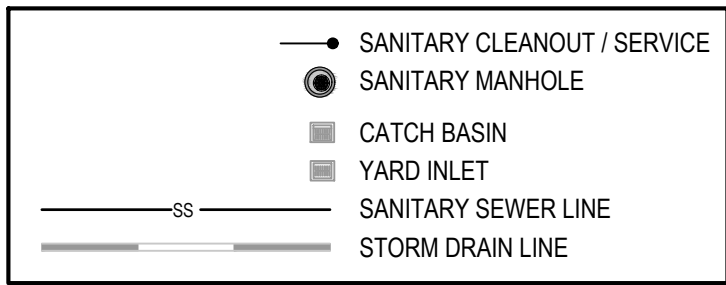 SANITARY CLEANOUT / SERVICE
SANITARY MANHOLE
CATCH BASIN
YARD INLET
SS SANITARY SEWER LINE
STORM DRAIN LINE